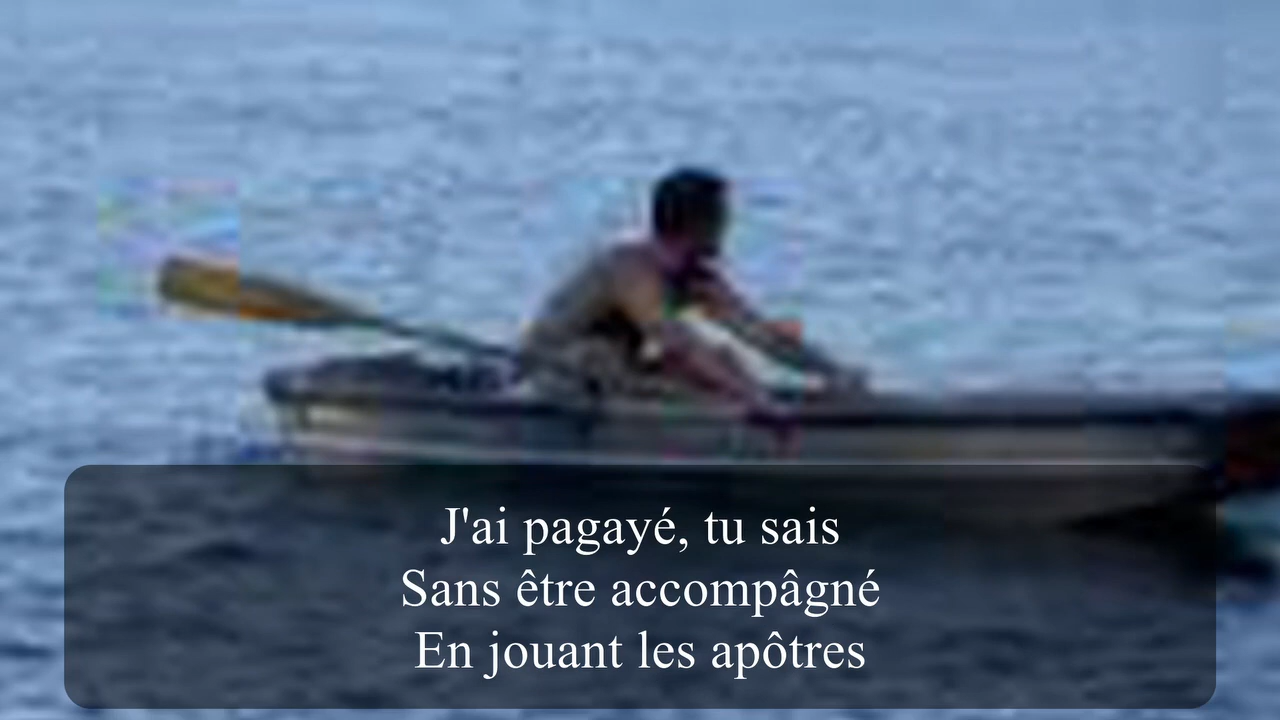 J'ai pagayé, tu sais
Sans être accompâgné
En jouant les apôtres